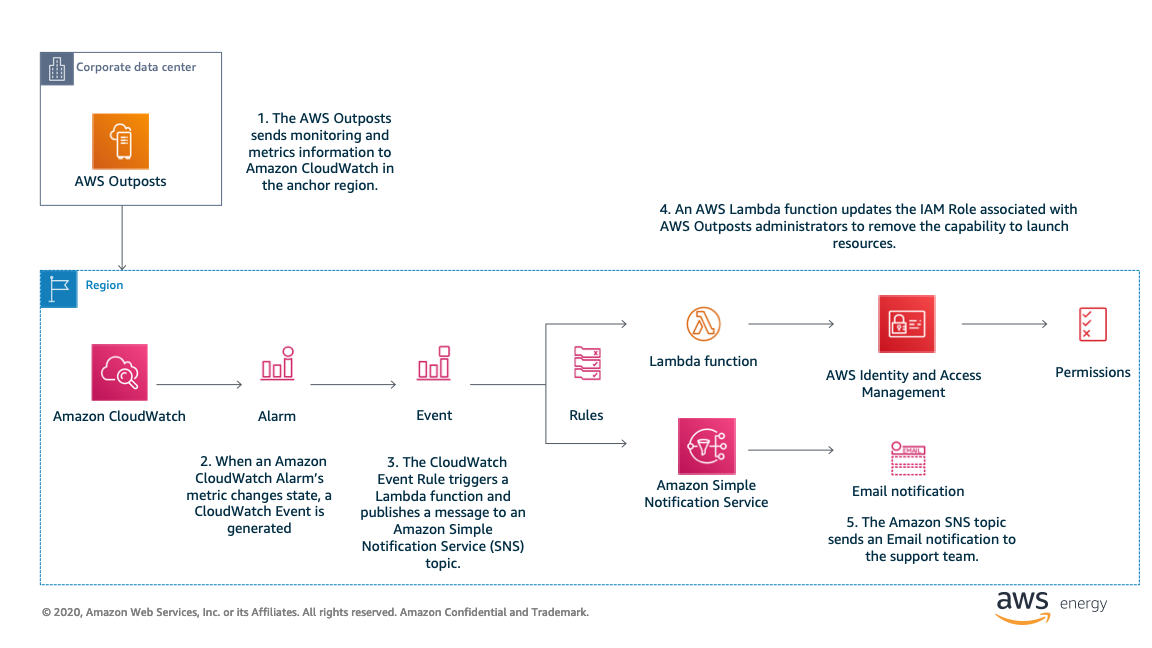 Corporate data center
AWS Outposts
1. The AWS Outposts
sends monitoring and
metrics information to
Amazon CloudWatch in
the anchor region.
4. An AWS Lambda function updates the IAM Role associated with
AWS Outposts administrators to remove the capability to launch
resources.
Region
Amazon CloudWatch
Alarm
Event
Rules
Lambda function
AWS Identity and Access
Management
Permissions
2. When an Amazon
CloudWatch Alarm's
metric changes state, a
CloudWatch Event is
generated
3. The CloudWatch
Event Rule triggers a
Lambda function and
publishes a message to an
Amazon Simple
Notification Service (SNS)
topic.
Amazon Simple
Notification Service
EMAIL
Email notification
5. The Amazon SNS topic
sends an Email notification to
the support team.
© 2020, Amazon Web Services, Inc. or its Affiliates. All rights reserved. Amazon Confidential and Trademark.
aws energy